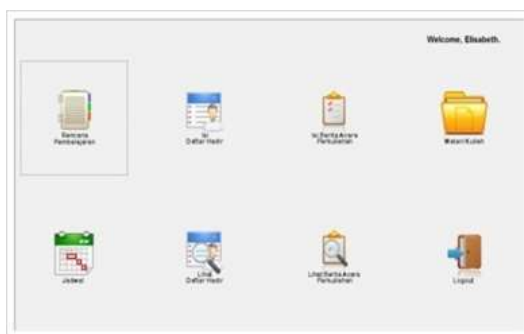 Welcome, Elisabeth.
Rencana
Pembelajaran
Isi
Daftar Hadir
Isi Berita Acara
Perkuliahan
Materi Kuliah
Jadwal
Lihat
Daftar Hadir
Lihat Berita Acara
Perkuliahan
Logout